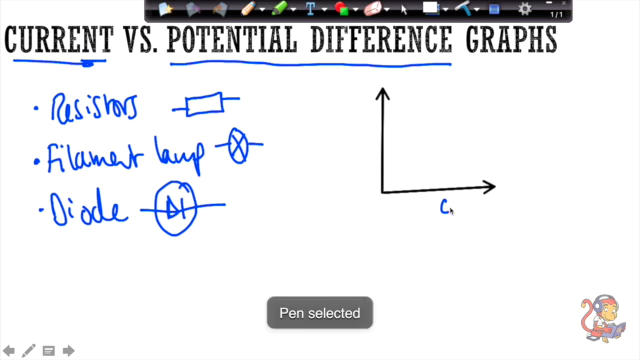 1/1
CURRENT VS. POTENTIAL DIFFERENCE GRAPHS
• Resistors
• Filament lamp
• Diode
C
Pen selected